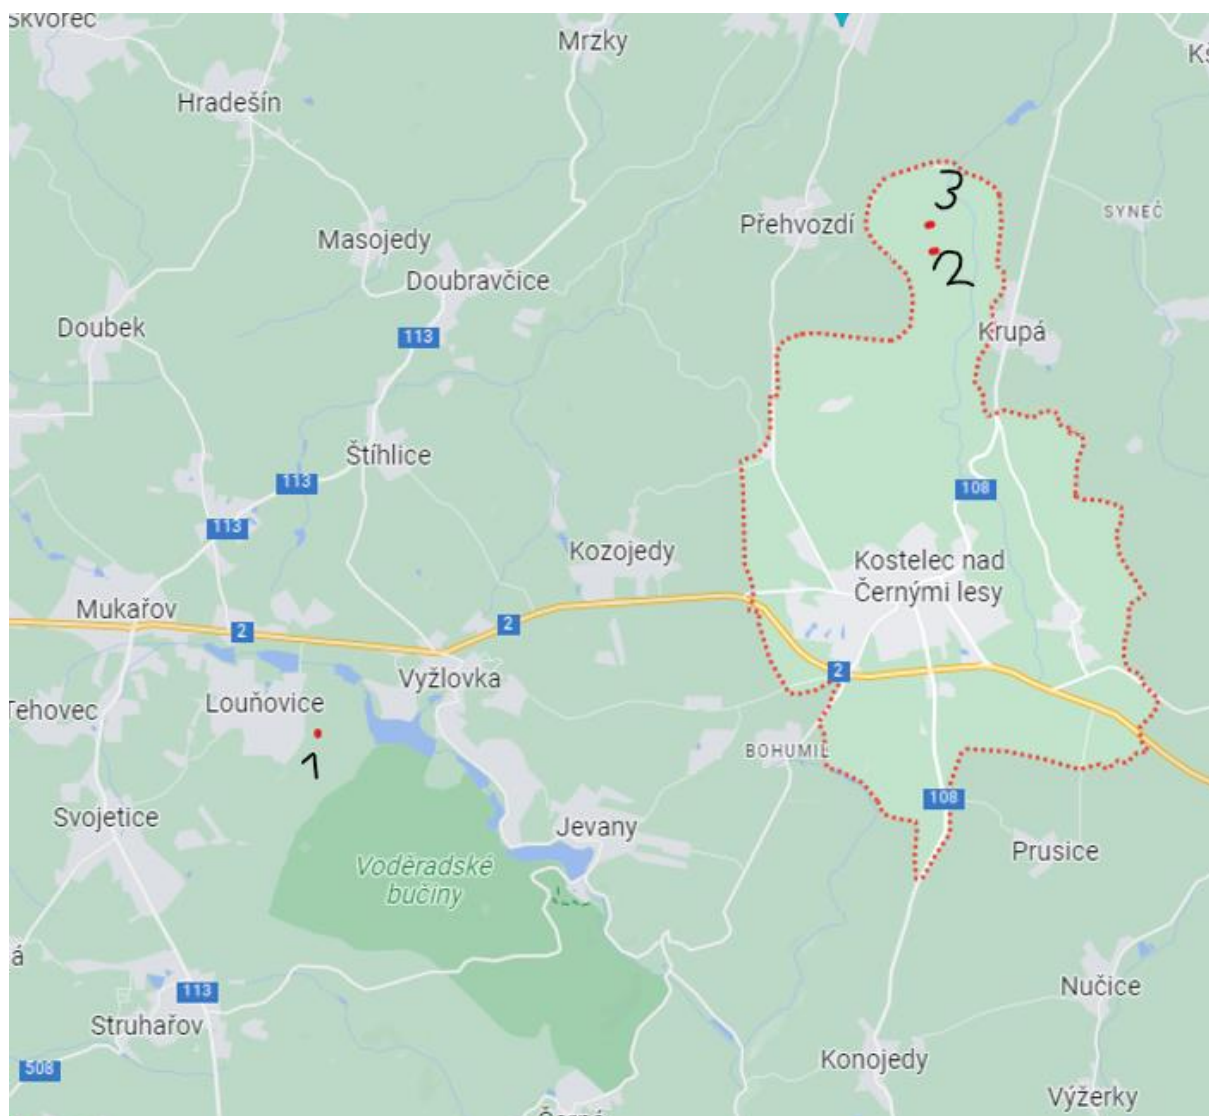 Škvorec
Mrzky
Hradešín
3
Přehvozdí
SYNEČ
Masojedy
2
Doubravčice
Doubek
113
Krupá
Štíhlice
113
108
113
Kozojedy
Kostelec nad
Černými lesy
Mukařov
2
2
Vyžlovka
2
Tehovec
Louňovice
BOHUMIL
1
108
Svojetice
Jevany
Prusice
Voděradské
bučiny
113
Nučice
Struhařov
508
Konojedy
Výžerky